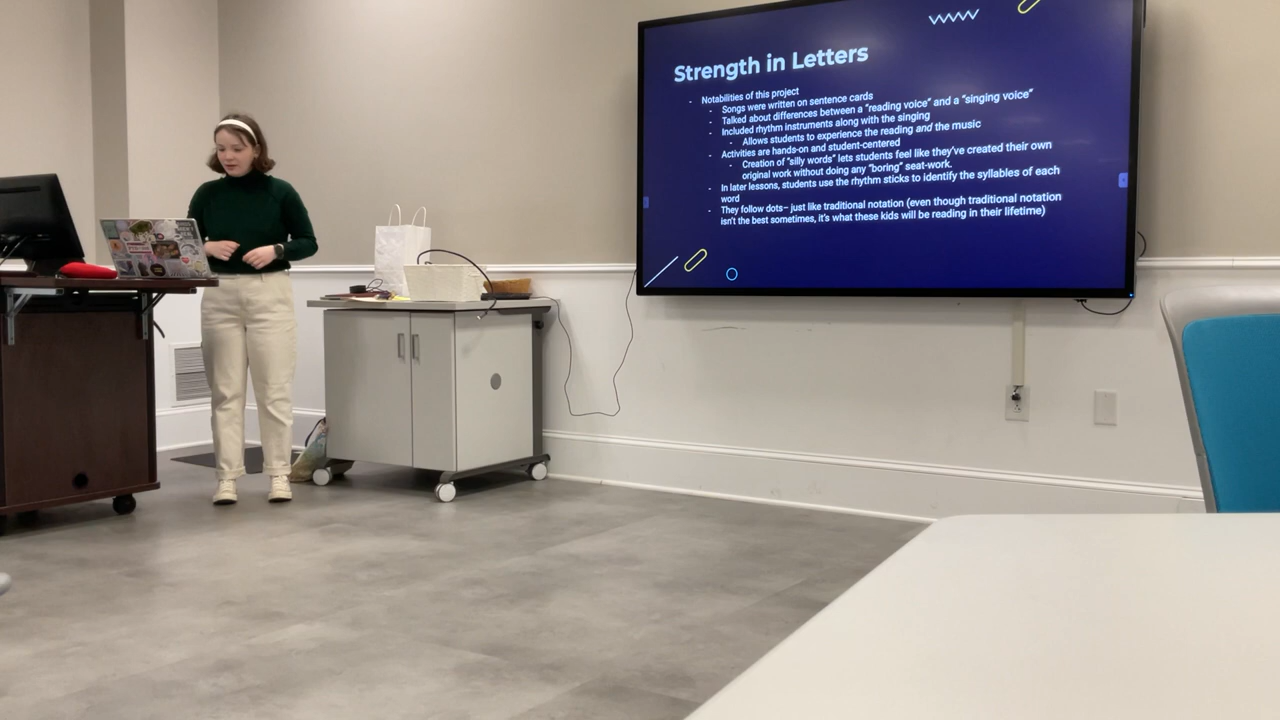 Strength in Letters
- Notabilities of this project
- Songs were written on sentence cards
- Talked about differences between a "reading voice" and a "singing voice"
- Included rhythm instruments along with the singing
- Allows students to experience the reading and the music
- Activities are hands-on and student-centered
- Creation of "silly words" lets students feel like they've created their own
original work without doing any "boring" seat-work.
- In later lessons, students use the rhythm sticks to identify the syllables of each
word
- They follow dots– just like traditional notation (even though traditional notation
isn't the best sometimes, it's what these kids will be reading in their lifetime)